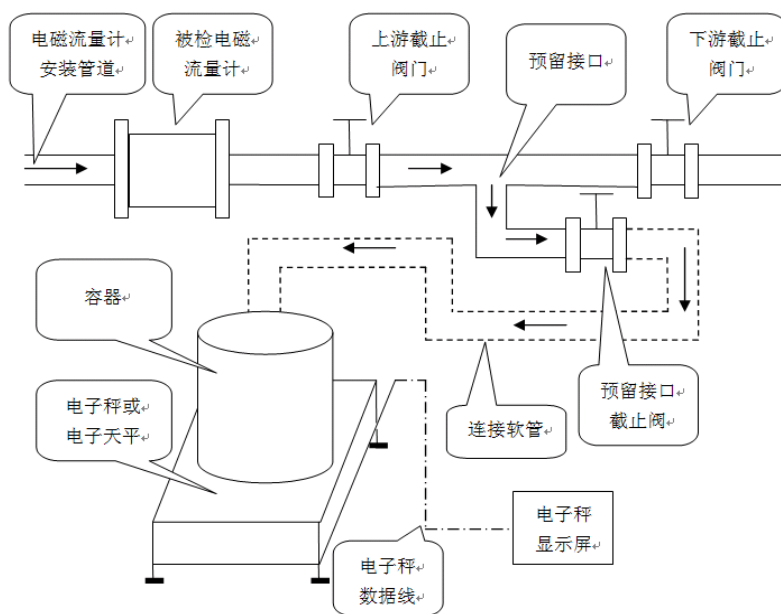 电磁流量计
安装管道
被检电磁
流量计
上游截止
阀门
预留接口
下游截止
阀门
容器
电子秤或
电子天平
连接软管
预留接口
截止阀
电子秤
显示屏
电子秤
数据线